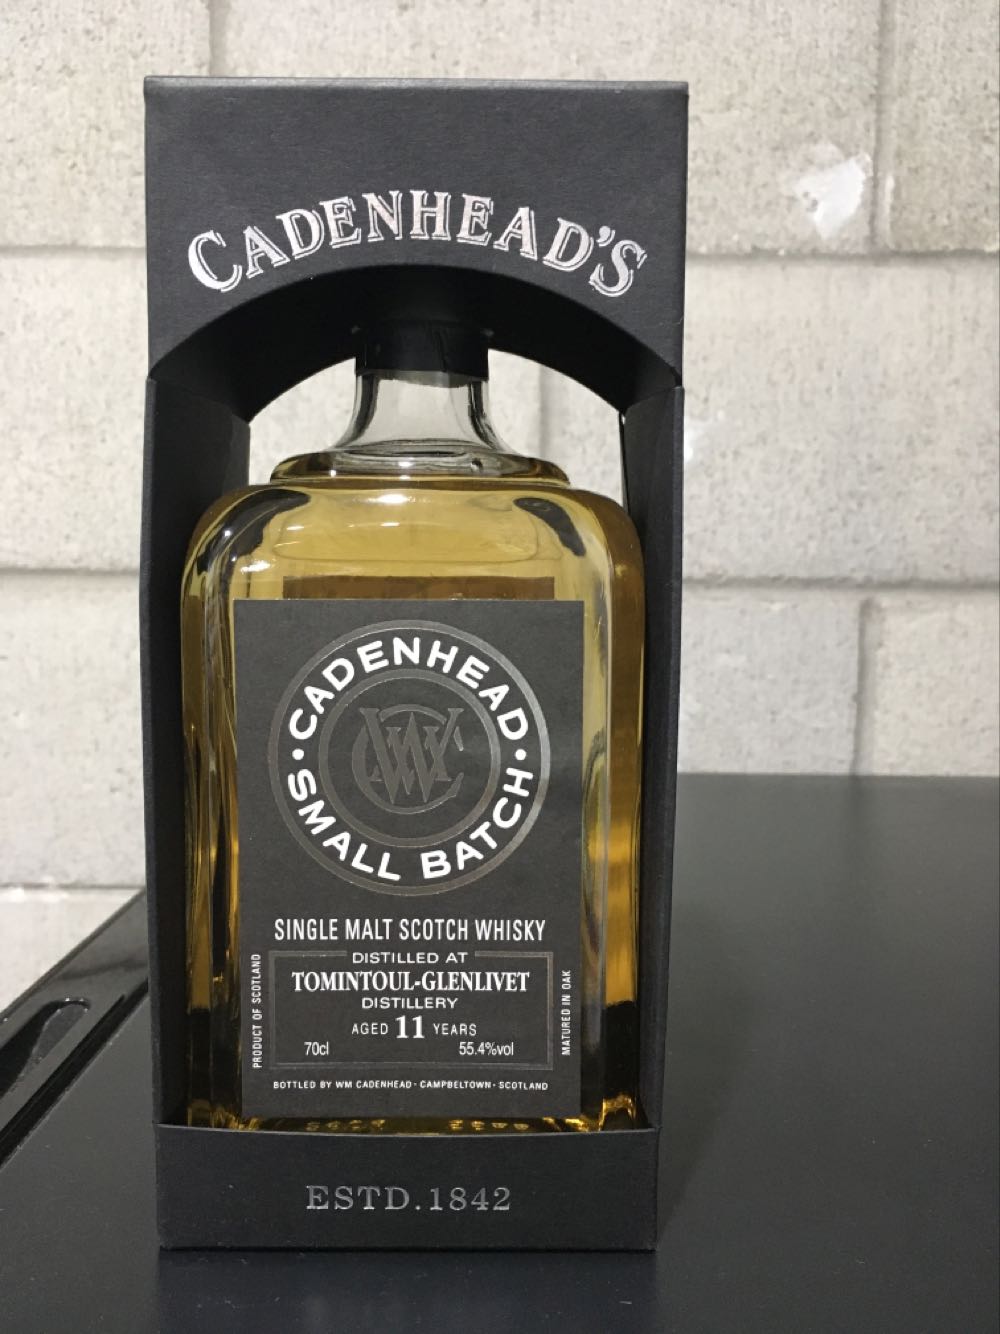 CADENHEAD'S
CADENHEAD
WC
· SMALL BATCH ·
SINGLE MALT SCOTCH WHISKY
DISTILLED AT
TOMINTOUL-GLENLIVET
DISTILLERY
AGED 11 YEARS
70cl 55.4%vol
PRODUCT OF SCOTLAND
MATURED IN OAK
BOTTLED BY WM CADENHEAD · CAMPBELTOWN · SCOTLAND
ESTD.1842